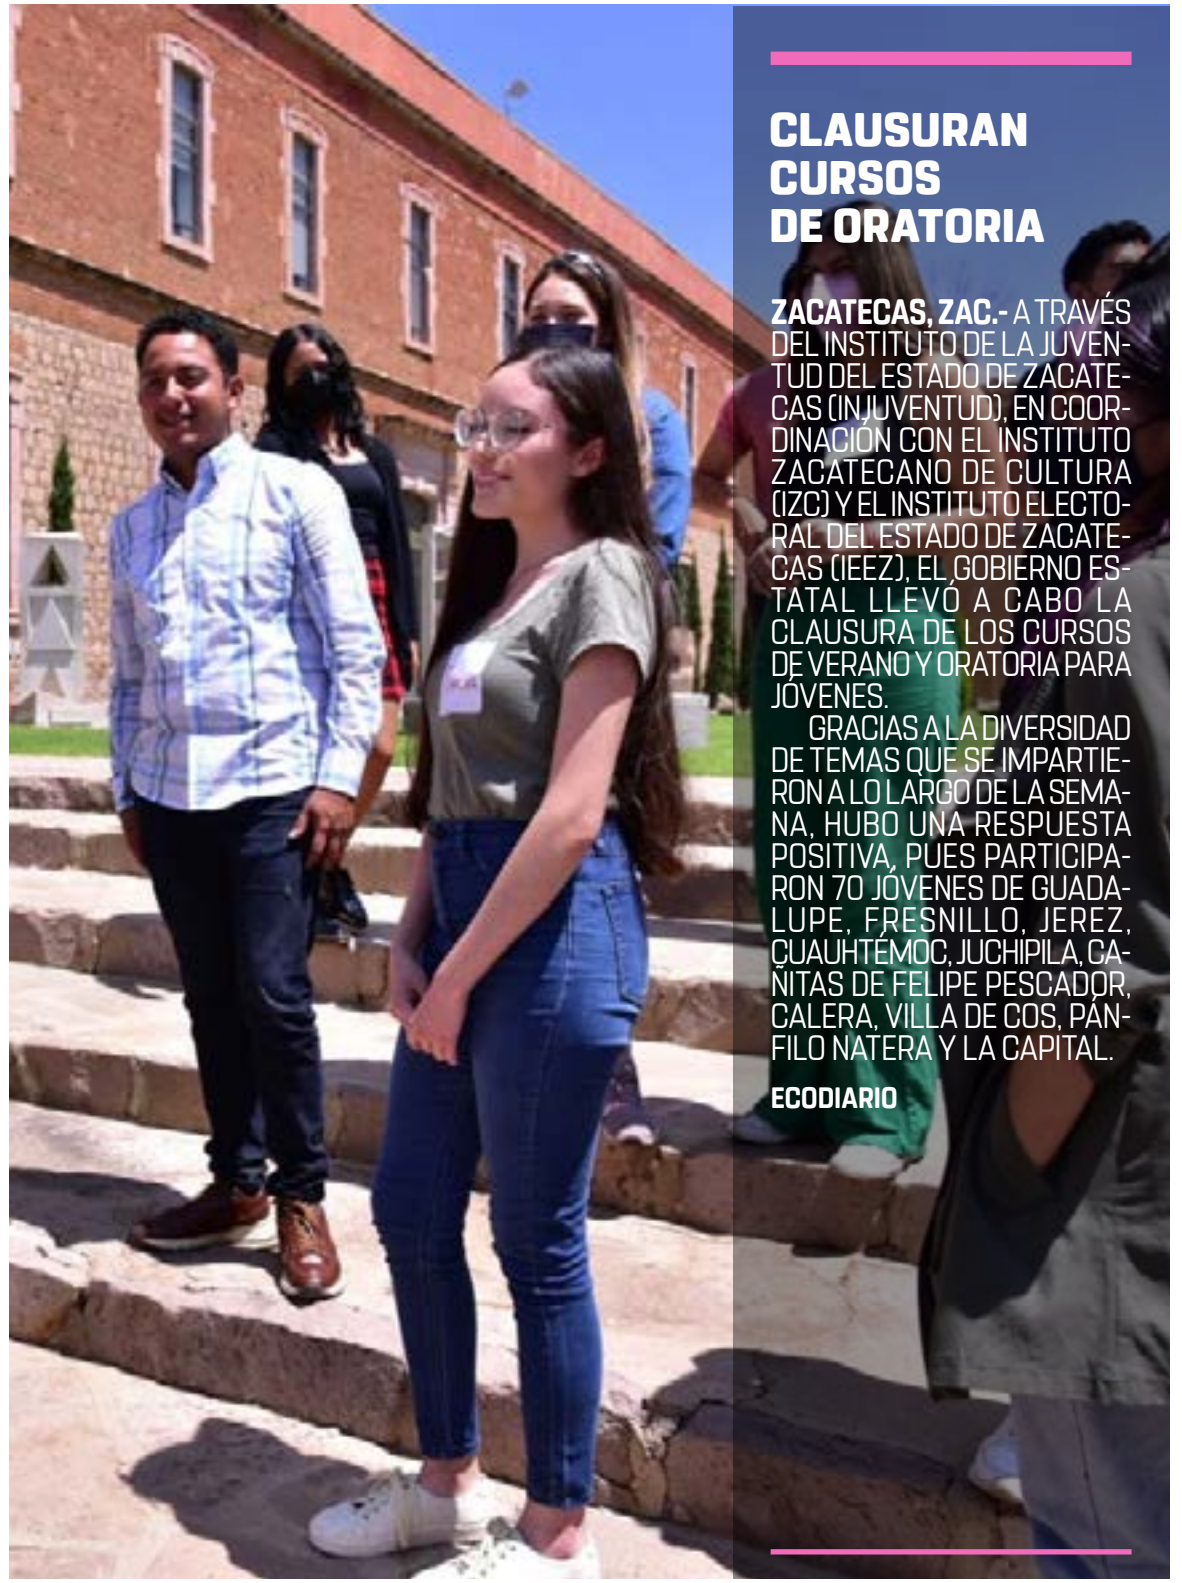 CLAUSURAN
CURSOS
DE ORATORIA
ZACATECAS, ZAC.- A TRAVÉS
DEL INSTITUTO DE LA JUVEN-
TUD DEL ESTADO DE ZACATE-
CAS (INJUVENTUD), EN COOR-
DINACIÓN CON EL INSTITUTO
ZACATECANO DE CULTURA
(IZC) Y EL INSTITUTO ELECTO-
RAL DEL ESTADO DE ZACATE-
CAS (IEEZ), EL GOBIERNO ES-
TATAL LLEVÓ A CABO LA
CLAUSURA DE LOS CURSOS
DE VERANO Y ORATORIA PARA
JÓVENES.
GRACIAS A LA DIVERSIDAD
DE TEMAS QUE SE IMPARTIE-
RON A LO LARGO DE LA SEMA-
NA, HUBO UNA RESPUESTA
POSITIVA, PUES PARTICIPA-
RON 70 JÓVENES DE GUADA-
LUPE, FRESNILLO, JEREZ,
CUAUHTÉMOC, JUCHIPILA, CA-
ÑITAS DE FELIPE PESCADOR,
CALERA, VILLA DE COS, PÁN-
FILO NATERA Y LA CAPITAL.
ECODIARIO